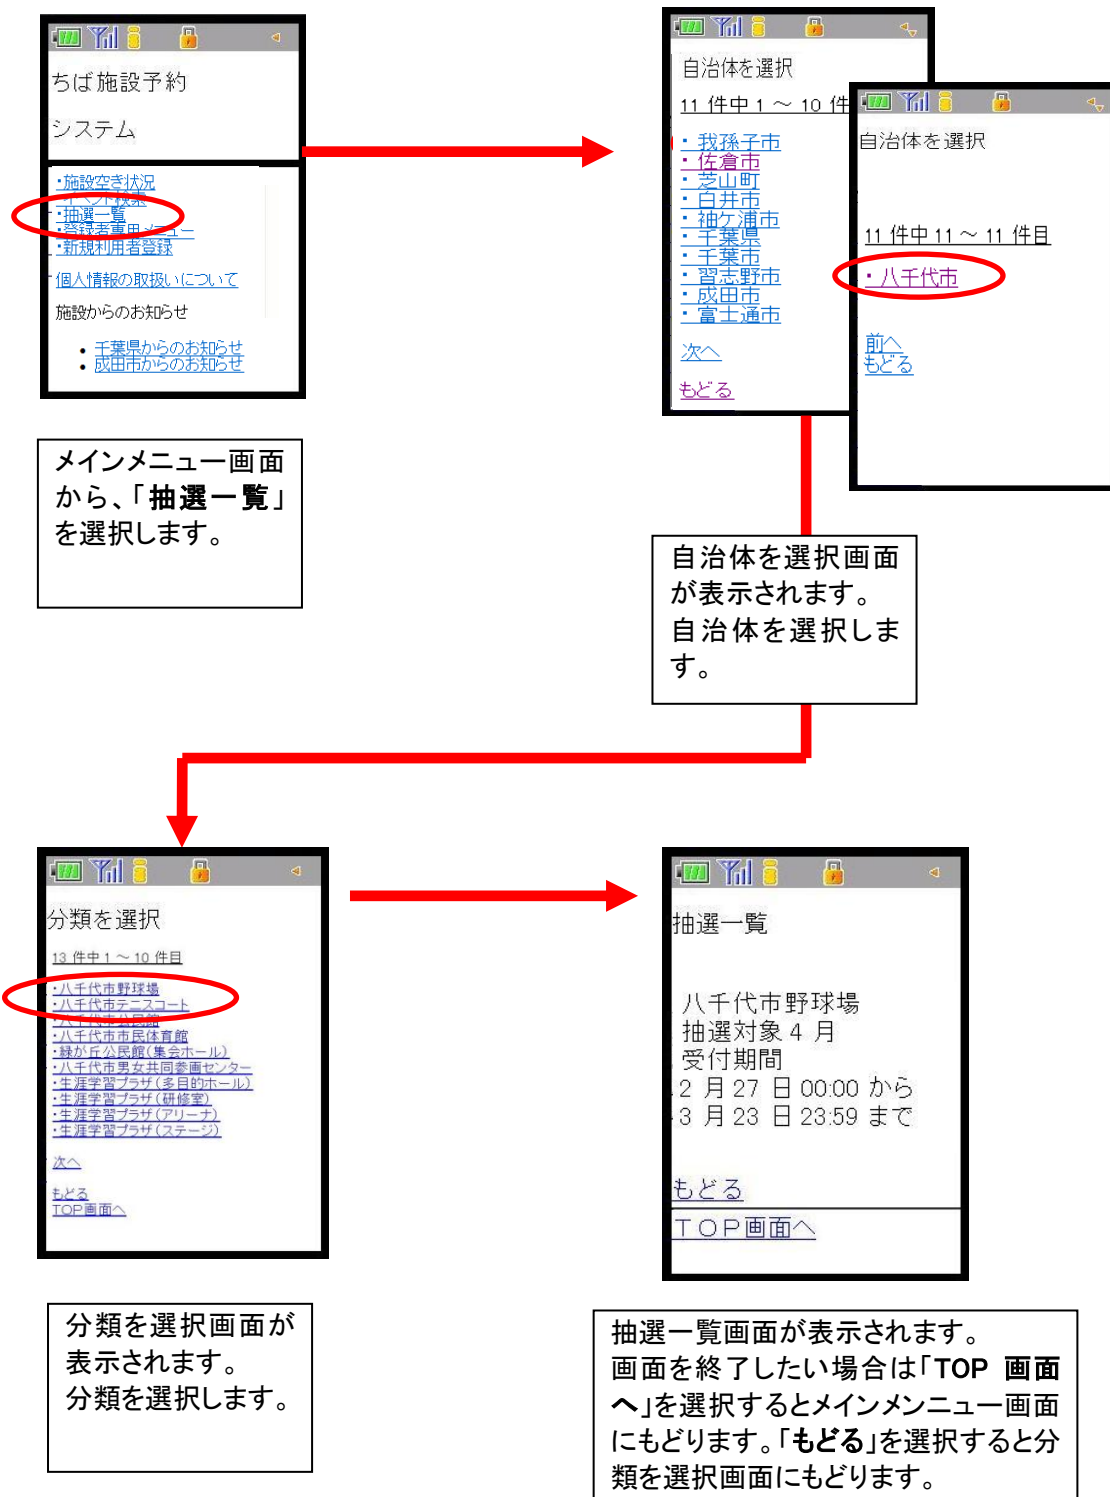 ちば施設予約
システム
・施設空き状況
・イベント検索
・抽選一覧
・登録者専用メニュー
・新規利用者登録
個人情報の取扱いについて
施設からのお知らせ
• 千葉県からのお知らせ
• 成田市からのお知らせ
自治体を選択
11 件中 1 ～ 10 件
・我孫子市
・佐倉市
・芝山町
・白井市
・袖ケ浦市
・千葉県
・千葉市
・習志野市
・成田市
・富士通市
次へ
もどる
自治体を選択
11 件中 11 ～ 11 件目
・八千代市
前へ
もどる
メインメニュー画面
から、「抽選一覧」
を選択します。
自治体を選択画面
が表示されます。
自治体を選択しま
す。
分類を選択
13 件中 1 ～ 10 件目
・八千代市野球場
・八千代市テニスコート
・八千代市公民館
・八千代市市民体育館
・緑が丘公民館(集会ホール)
・八千代市男女共同参画センター
・生涯学習プラザ(多目的ホール)
・生涯学習プラザ(研修室)
・生涯学習プラザ(アリーナ)
・生涯学習プラザ(ステージ)
次へ
もどる
TOP画面へ
抽選一覧
八千代市野球場
抽選対象 4 月
受付期間
2 月 27 日 00:00 から
3 月 23 日 23:59 まで
もどる
ＴＯＰ画面へ
分類を選択画面が
表示されます。
分類を選択します。
抽選一覧画面が表示されます。
画面を終了したい場合は「TOP 画面
へ」を選択するとメインメンニュー画面
にもどります。「もどる」を選択すると分
類を選択画面にもどります。